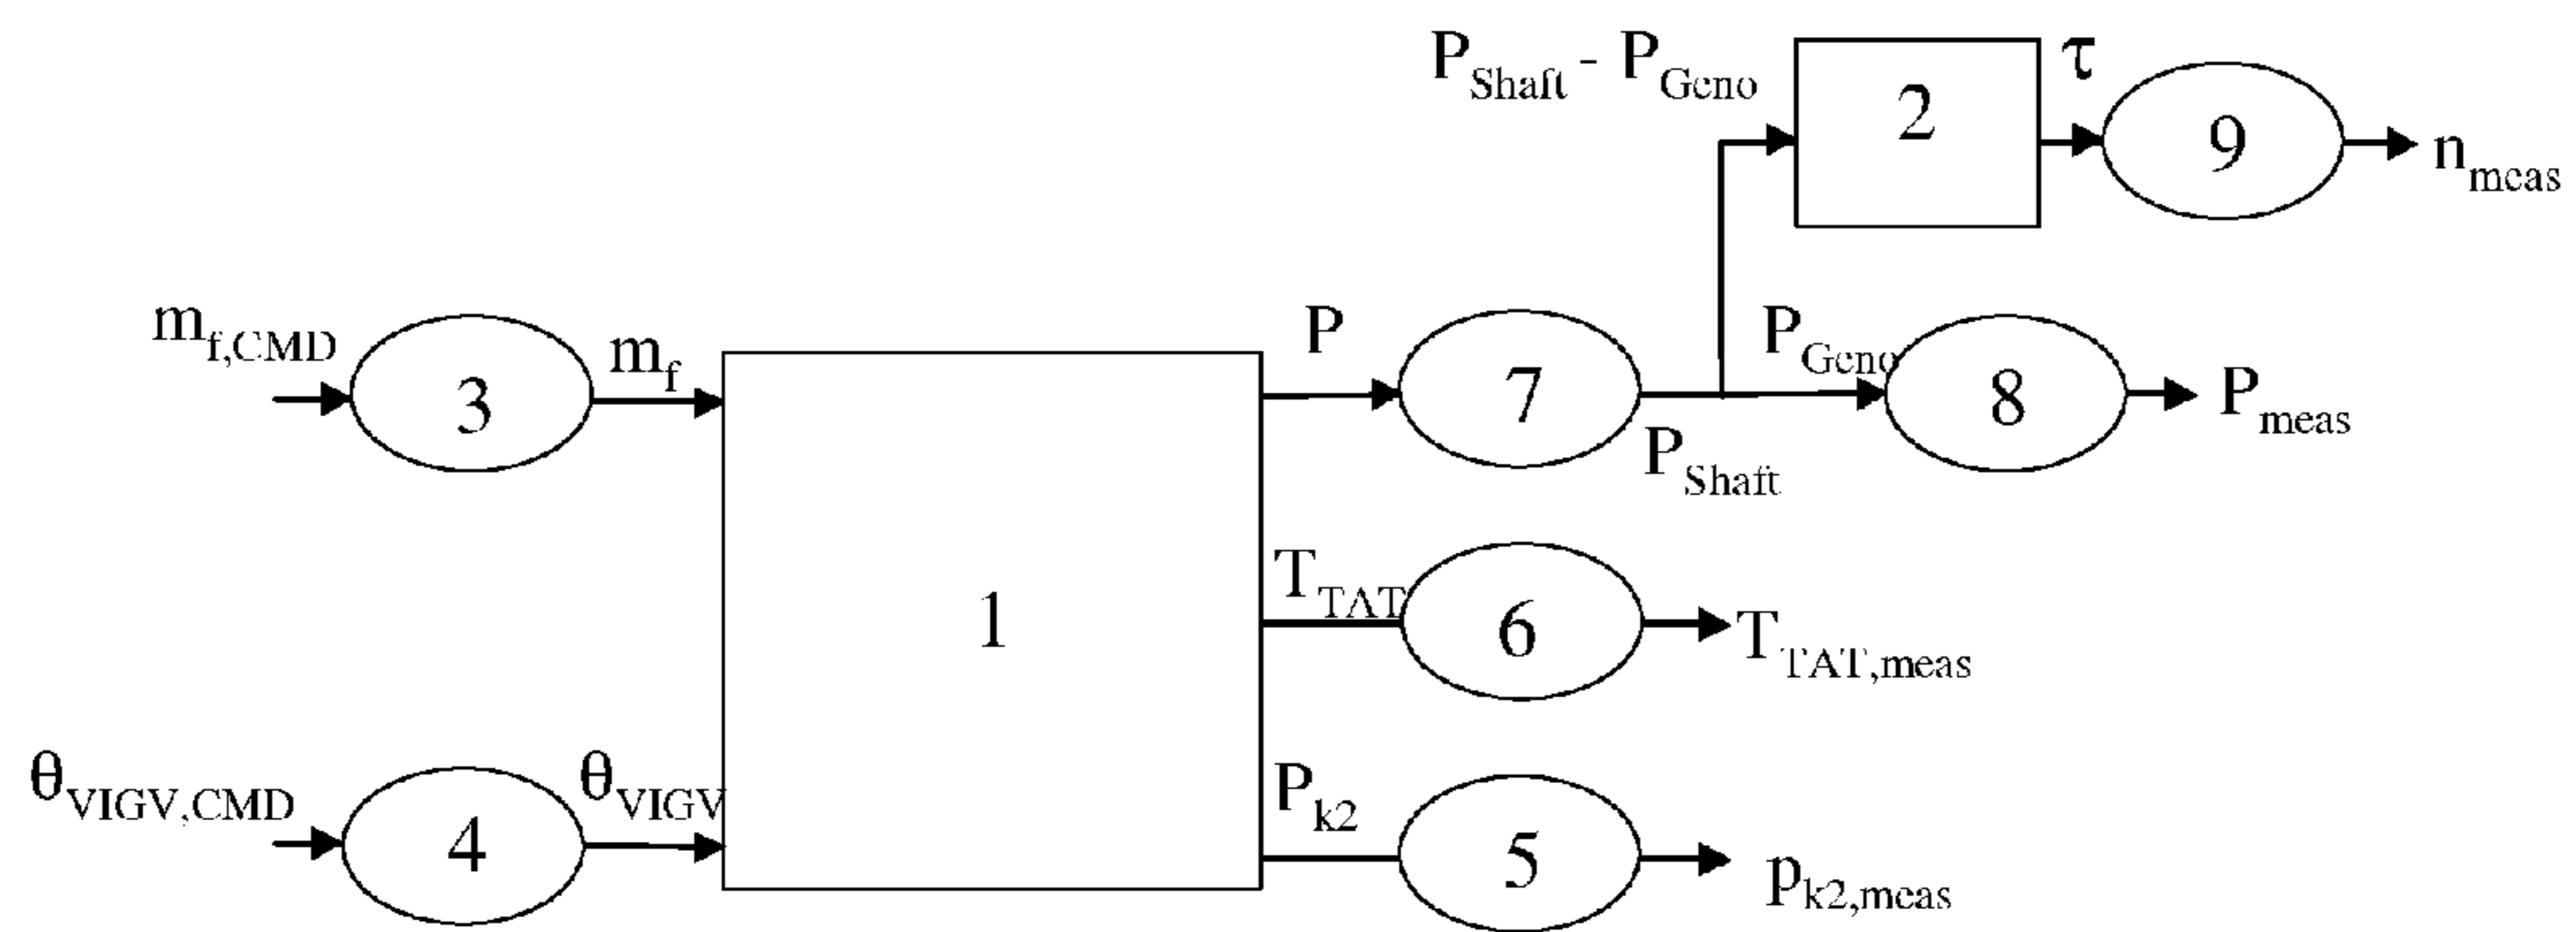 P_Shaft - P_Geno
2
τ
9
n_meas
m_f,CMD
3
m_f
P
7
P_Shaft
P_Geno
8
P_meas
1
T_TAT
6
T_TAT,meas
θ_VIGV,CMD
4
θ_VIGV
P_k2
5
p_k2,meas